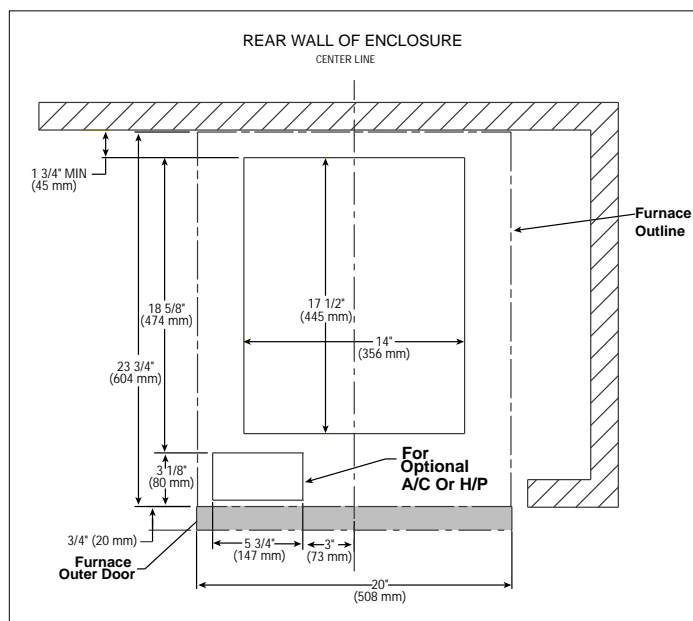 REAR WALL OF ENCLOSURE
CENTER LINE
1 3/4" MIN
(45 mm)
Furnace
Outline
18 5/8"
(474 mm)
17 1/2"
(445 mm)
14"
(356 mm)
23 3/4"
(604 mm)
For
Optional
A/C Or H/P
3 1/8"
(80 mm)
3/4" (20 mm)
Furnace
Outer Door
5 3/4"
(147 mm)
3"
(73 mm)
20"
(508 mm)